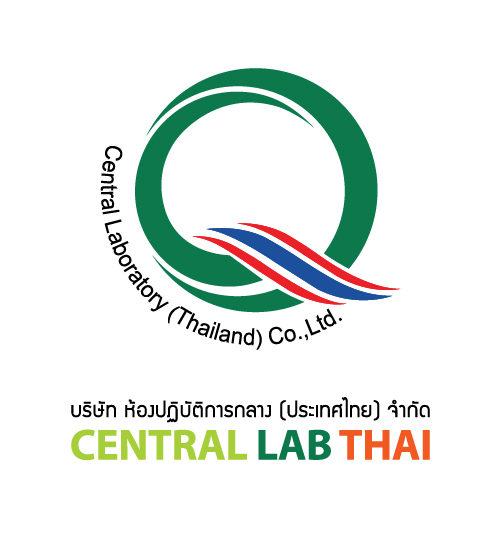 Central Laboratory (Thailand) Co.,Ltd.
บริษัท ห้องปฏิบัติการกลาง (ประเทศไทย) จำกัด
CENTRAL LAB THAI